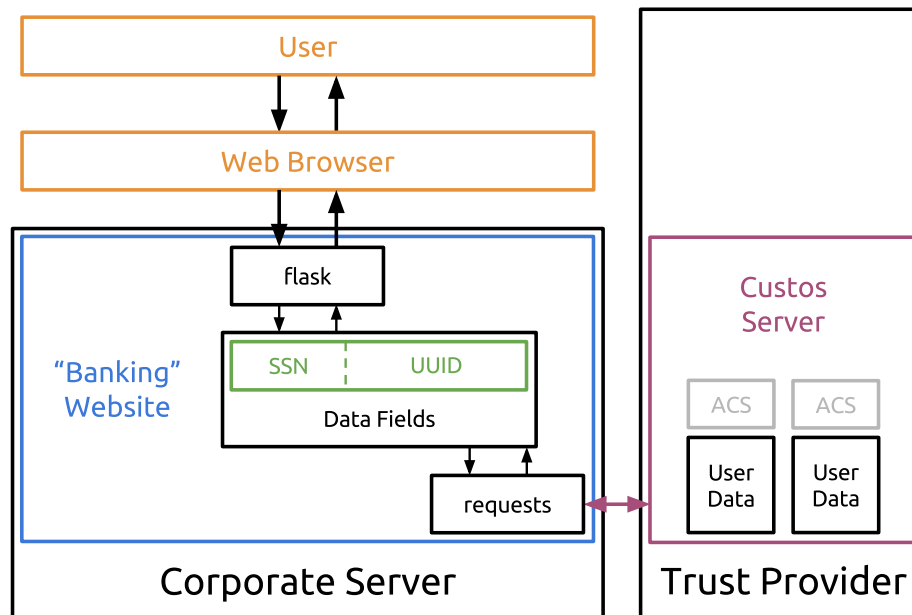 User
Web Browser
flask
SSN
UUID
Data Fields
“Banking”
Website
requests
Corporate Server
Custos
Server
ACS
ACS
User
Data
User
Data
Trust Provider